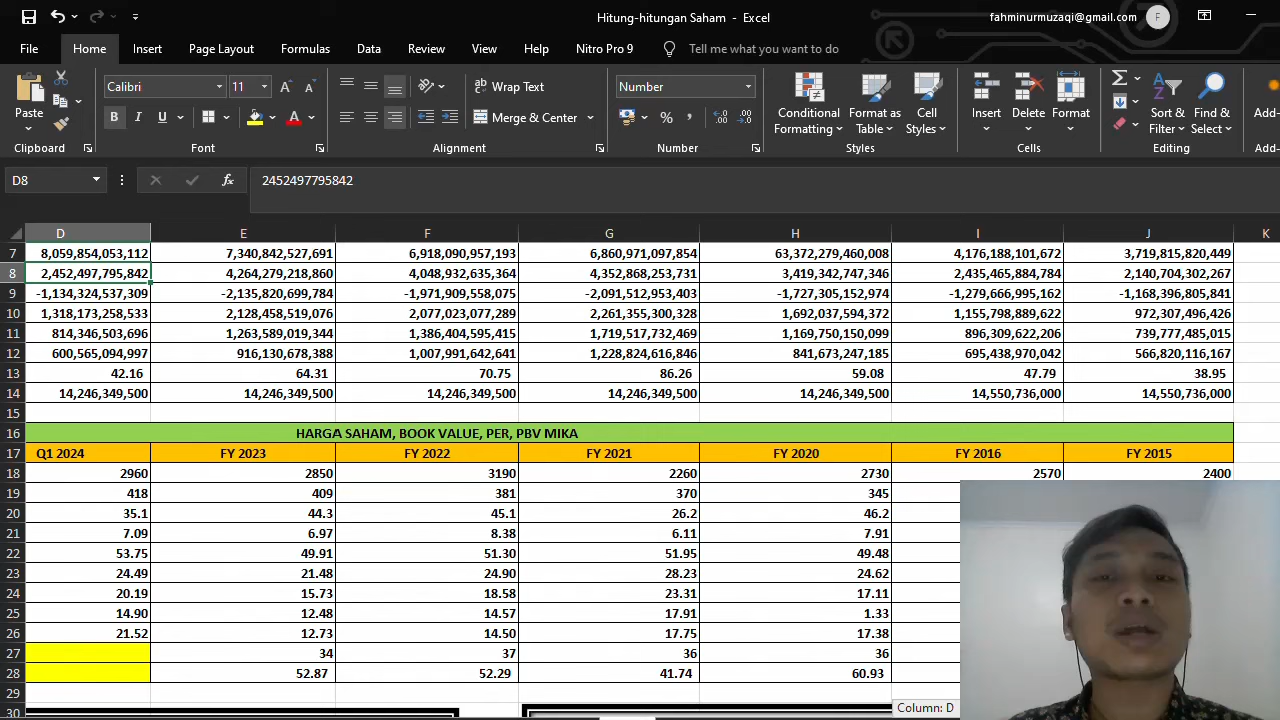 Hitung-hitungan Saham - Excel
fahminurmuzaqi@gmail.com
F
File Home Insert Page Layout Formulas Data Review View Help Nitro Pro 9 Tell me what you want to do
Paste
Clipboard
Calibri 11
B I U A
Font
Wrap Text
Merge & Center
Alignment
Number
% ,
Number
Conditional Formatting
Format as Table
Cell Styles
Styles
Insert Delete Format
Cells
Sort & Filter
Find & Select
Editing
Add-
Add-
D8 fx 2452497795842
D E F G H I J K
7 8,059,854,053,112 7,340,842,527,691 6,918,090,957,193 6,860,971,097,854 63,372,279,460,008 4,176,188,101,672 3,719,815,820,449
8 2,452,497,795,842 4,264,279,218,860 4,048,932,635,364 4,352,868,253,731 3,419,342,747,346 2,435,465,884,784 2,140,704,302,267
9 -1,134,324,537,309 -2,135,820,699,784 -1,971,909,558,075 -2,091,512,953,403 -1,727,305,152,974 -1,279,666,995,162 -1,168,396,805,841
10 1,318,173,258,533 2,128,458,519,076 2,077,023,077,289 2,261,355,300,328 1,692,037,594,372 1,155,798,889,622 972,307,496,426
11 814,346,503,696 1,263,589,019,344 1,386,404,595,415 1,719,517,732,469 1,169,750,150,099 896,309,622,206 739,777,485,015
12 600,565,094,997 916,130,678,388 1,007,991,642,641 1,228,824,616,846 841,673,247,185 695,438,970,042 566,820,116,167
13 42.16 64.31 70.75 86.26 59.08 47.79 38.95
14 14,246,349,500 14,246,349,500 14,246,349,500 14,246,349,500 14,246,349,500 14,550,736,000 14,550,736,000
15
16 HARGA SAHAM, BOOK VALUE, PER, PBV MIKA
17 Q1 2024 FY 2023 FY 2022 FY 2021 FY 2020 FY 2016 FY 2015
18 2960 2850 3190 2260 2730 2570 2400
19 418 409 381 370 345
20 35.1 44.3 45.1 26.2 46.2
21 7.09 6.97 8.38 6.11 7.91
22 53.75 49.91 51.30 51.95 49.48
23 24.49 21.48 24.90 28.23 24.62
24 20.19 15.73 18.58 23.31 17.11
25 14.90 12.48 14.57 17.91 1.33
26 21.52 12.73 14.50 17.75 17.38
27 34 37 36 36
28 52.87 52.29 41.74 60.93
29
30
Column: D